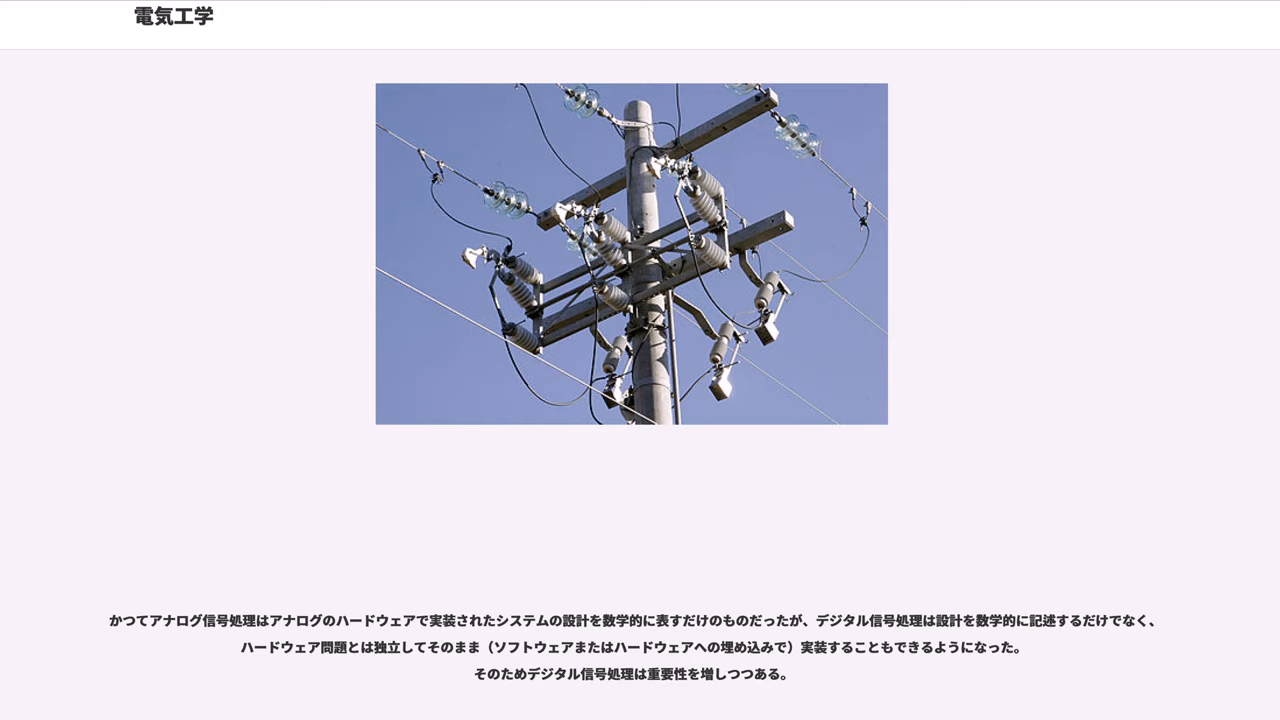 電気工学
かつてアナログ信号処理はアナログのハードウェアで実装されたシステムの設計を数学的に表すだけのものだったが、デジタル信号処理は設計を数学的に記述するだけでなく、
ハードウェア問題とは独立してそのまま（ソフトウェアまたはハードウェアへの埋め込みで）実装することもできるようになった。
そのためデジタル信号処理は重要性を増しつつある。